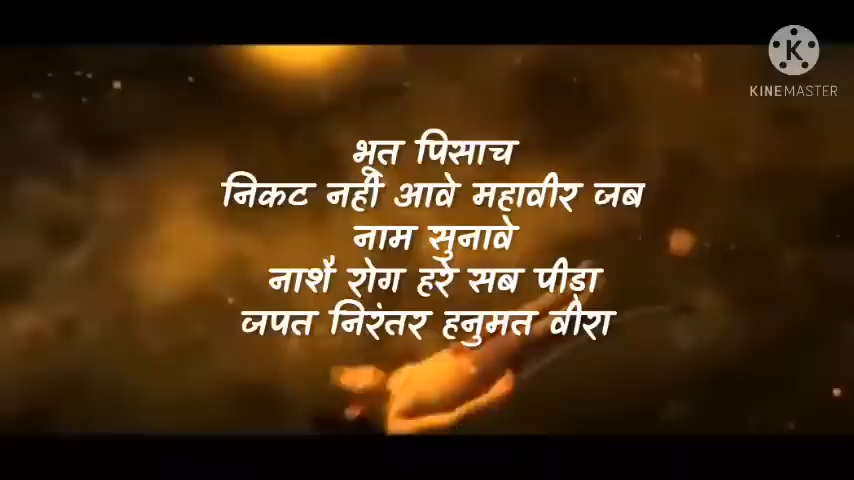 KINEMASTER
भूत पिसाच
निकट नहीं आवे महावीर जब
नाम सुनावे
नाशै रोग हरे सब पीड़ा
जपत निरंतर हनुमत वीरा